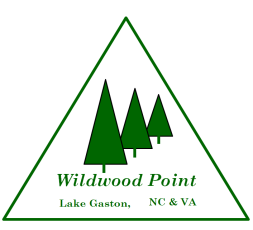 Wildwood Point
Lake Gaston, NC & VA